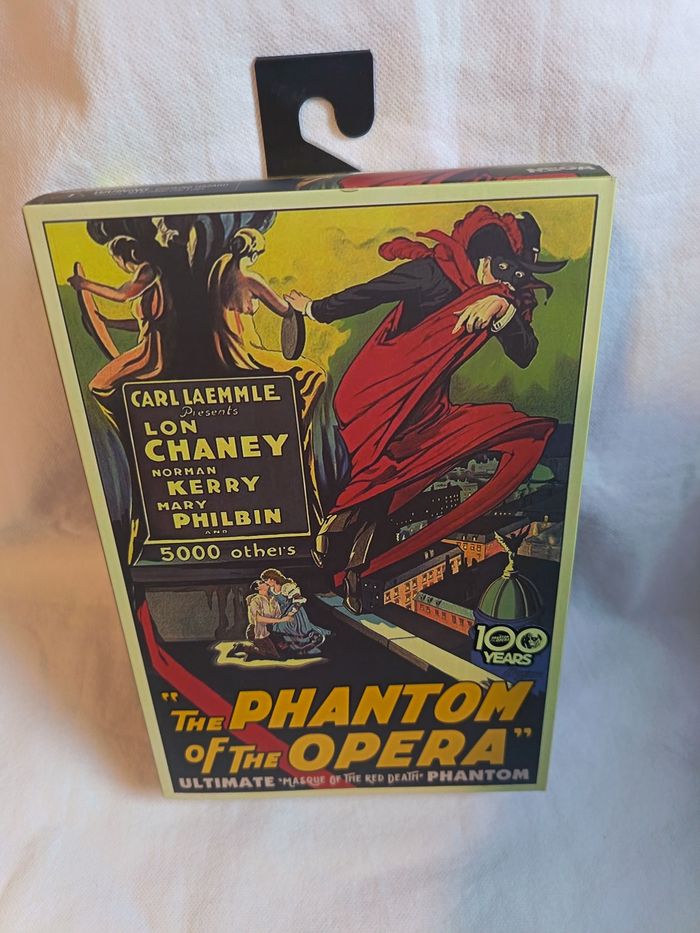 CARL LAEMMLE
Presents
LON
CHANEY
NORMAN
KERRY
MARY
PHILBIN
AND
5000 others
100
YEARS
"THE PHANTOM
OF THE OPERA"
ULTIMATE "MASQUE OF THE RED DEATH" PHANTOM